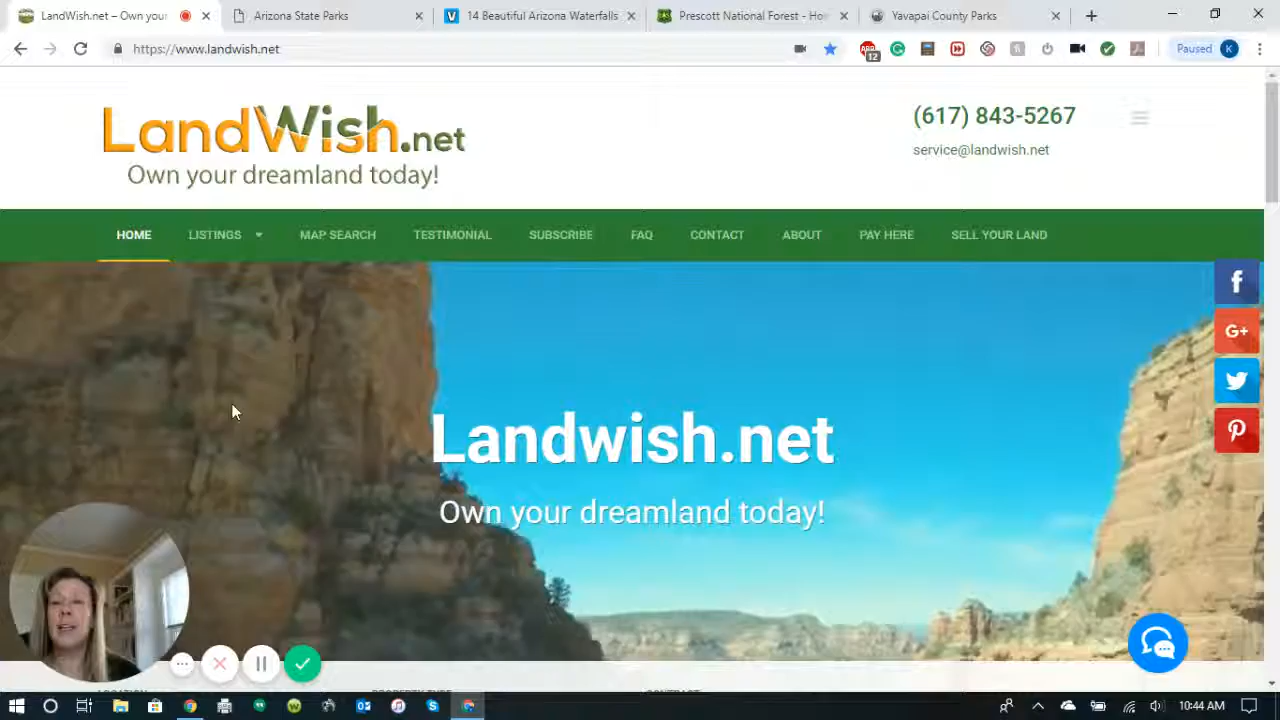 LandWish.net – Own your
Arizona State Parks
14 Beautiful Arizona Waterfalls
Prescott National Forest - Ho
Yavapai County Parks
https://www.landwish.net
12
Paused
K
LandWish.net
Own your dreamland today!
(617) 843-5267
service@landwish.net
HOME
LISTINGS
MAP SEARCH
TESTIMONIAL
SUBSCRIBE
FAQ
CONTACT
ABOUT
PAY HERE
SELL YOUR LAND
G+
Landwish.net
Own your dreamland today!
10:44 AM